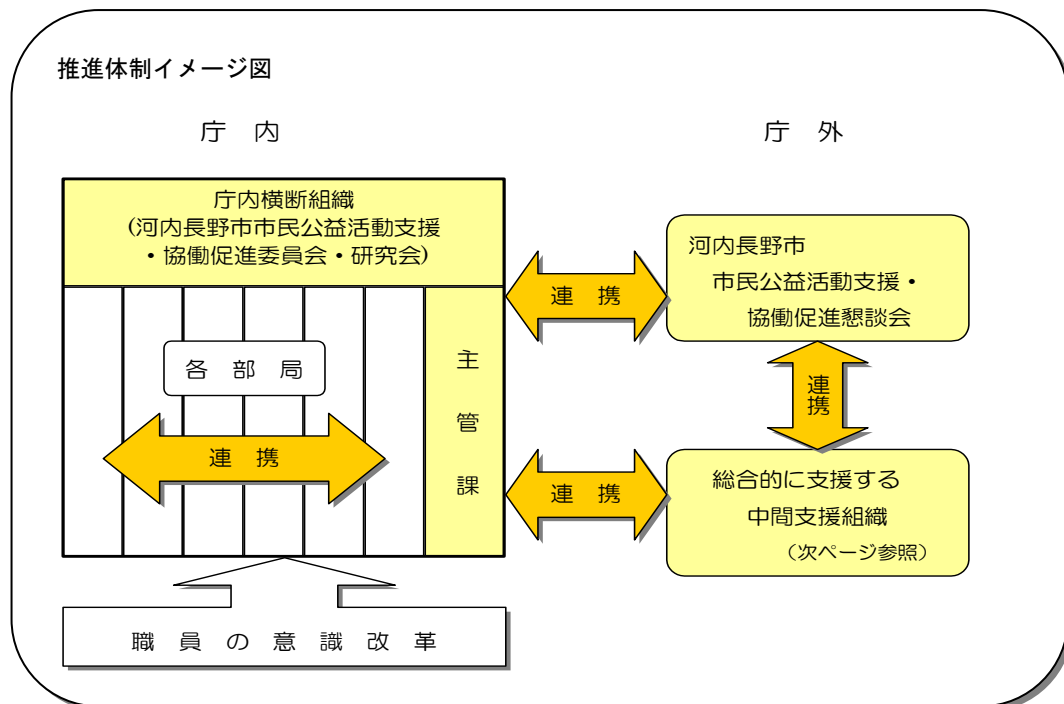 推進体制イメージ図
庁 内
庁 外
庁内横断組織
(河内長野市市民公益活動支援
・協働促進委員会・研究会)
各 部 局
連 携
主
管
課
連 携
連 携
河内長野市
市民公益活動支援・
協働促進懇談会
連
携
総合的に支援する
中間支援組織
(次ページ参照)
職 員 の 意 識 改 革